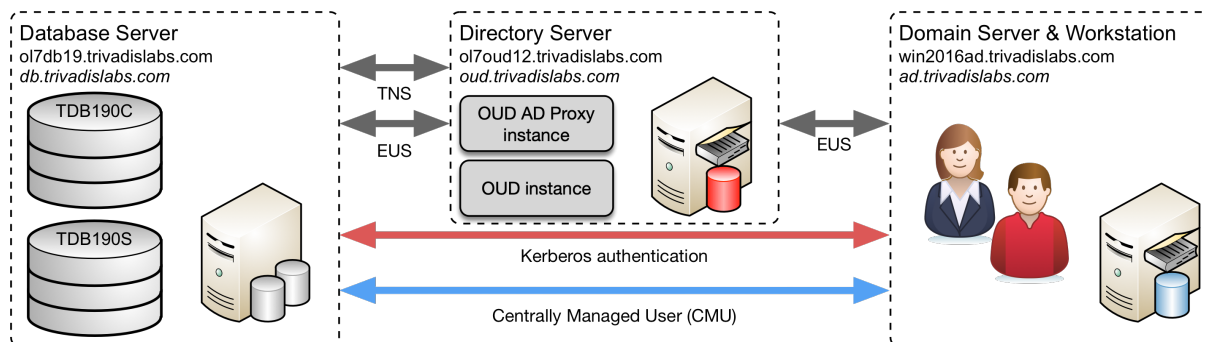 Database Server
ol7db19.trivadislabs.com
db.trivadislabs.com
TDB190C
TDB190S
TNS
EUS
Directory Server
ol7oud12.trivadislabs.com
oud.trivadislabs.com
OUD AD Proxy
instance
OUD instance
EUS
Kerberos authentication
Centrally Managed User (CMU)
Domain Server & Workstation
win2016ad.trivadislabs.com
ad.trivadislabs.com